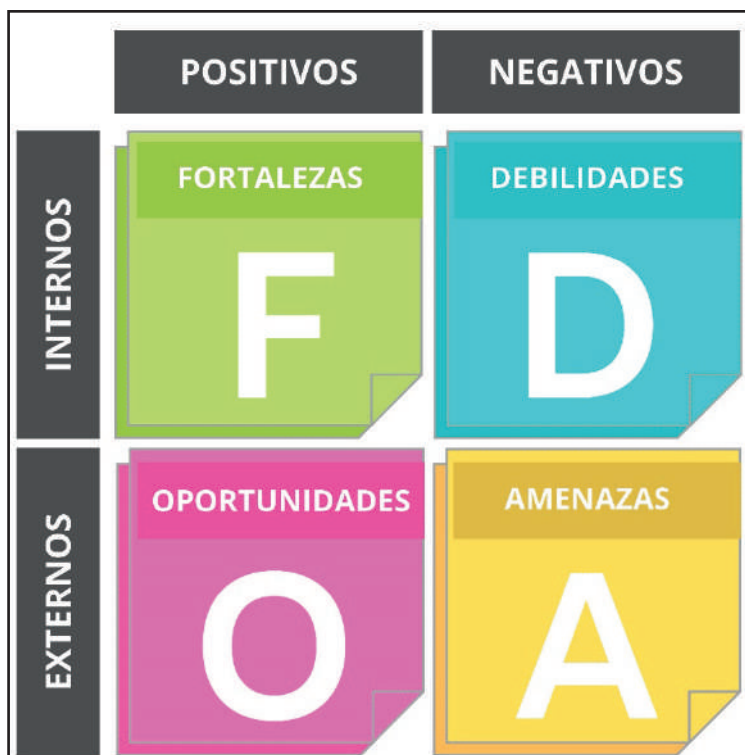 POSITIVOS
NEGATIVOS
INTERNOS
FORTALEZAS
F
DEBILIDADES
D
EXTERNOS
OPORTUNIDADES
O
AMENAZAS
A